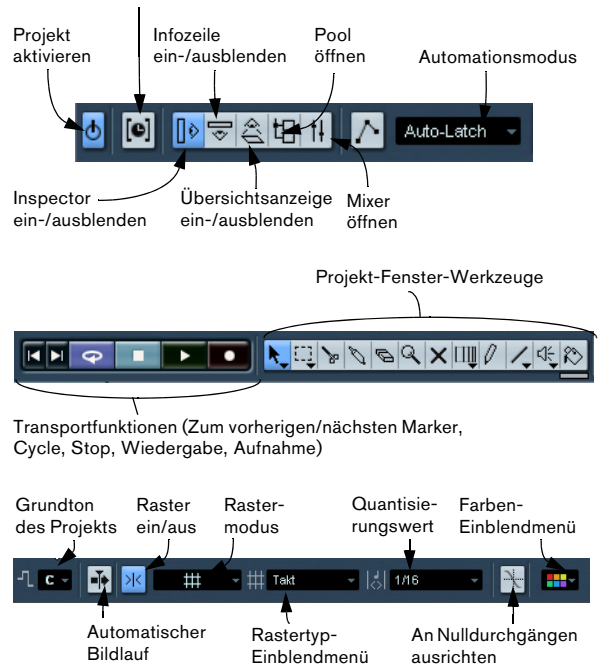 Projekt
aktivieren
Infozeile
ein-/ausblenden
Pool
öffnen
Automationsmodus
Auto-Latch
Inspector
ein-/ausblenden
Übersichtsanzeige
ein-/ausblenden
Mixer
öffnen
Projekt-Fenster-Werkzeuge
Transportfunktionen (Zum vorherigen/nächsten Marker,
Cycle, Stop, Wiedergabe, Aufnahme)
Grundton
des Projekts
Raster
ein/aus
Raster-
modus
Quantisie-
rungswert
Farben-
Einblendmenü
C
Takt
1/16
Automatischer
Bildlauf
Rastertyp-
Einblendmenü
An Nulldurchgängen
ausrichten